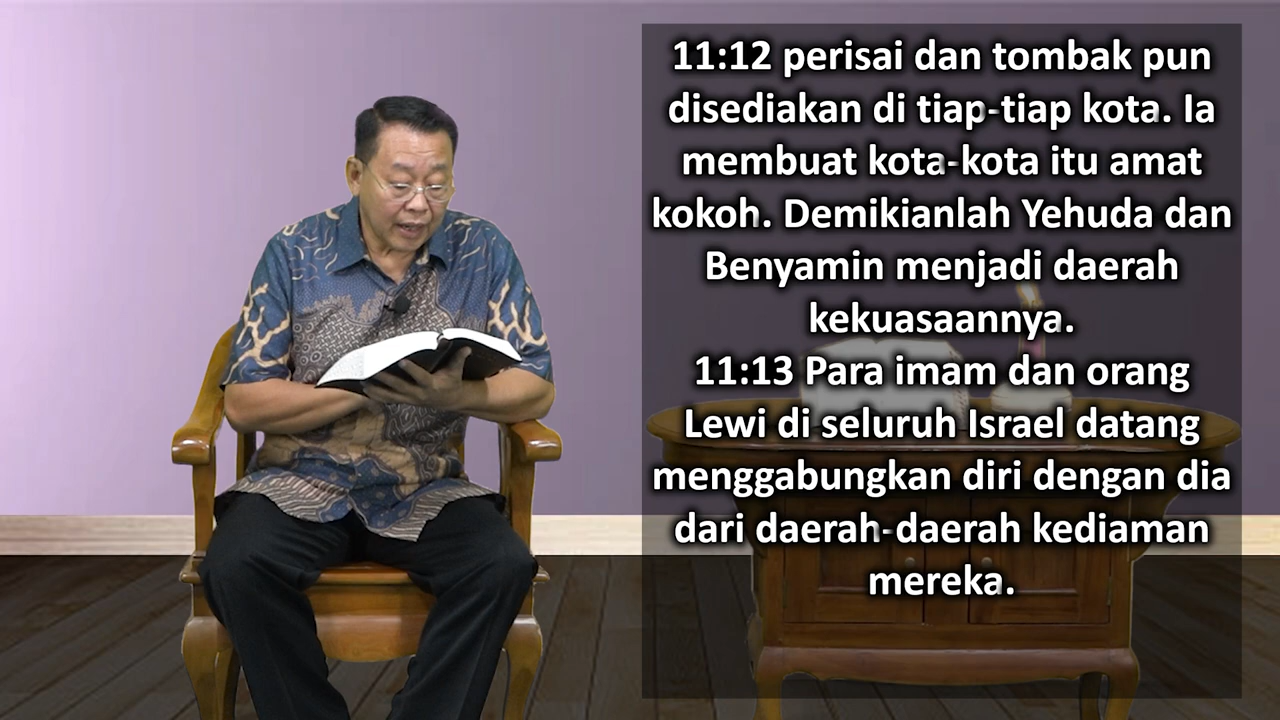 11:12 perisai dan tombak pun
disediakan di tiap-tiap kota. Ia
membuat kota-kota itu amat
kokoh. Demikianlah Yehuda dan
Benyamin menjadi daerah
kekuasaannya.
11:13 Para imam dan orang
Lewi di seluruh Israel datang
menggabungkan diri dengan dia
dari daerah-daerah kediaman
mereka.